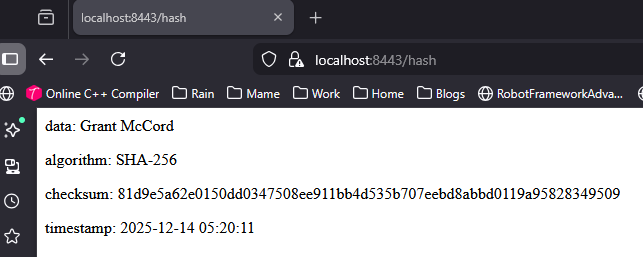 localhost:8443/hash
localhost:8443/hash
Online C++ Compiler Rain Mame Work Home Blogs RobotFrameworkAdva...
data: Grant McCord
algorithm: SHA-256
checksum: 81d9e5a62e0150dd0347508ee911bb4d535b707eebd8abbd0119a95828349509
timestamp: 2025-12-14 05:20:11